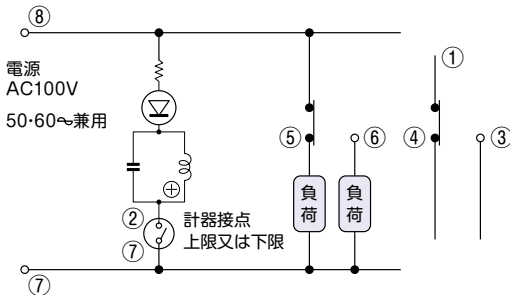 ⑧
電源
AC100V
50・60〜兼用
①
⑤
⑥
④
③
負荷
負荷
②
⑦
計器接点
上限又は下限
⑦